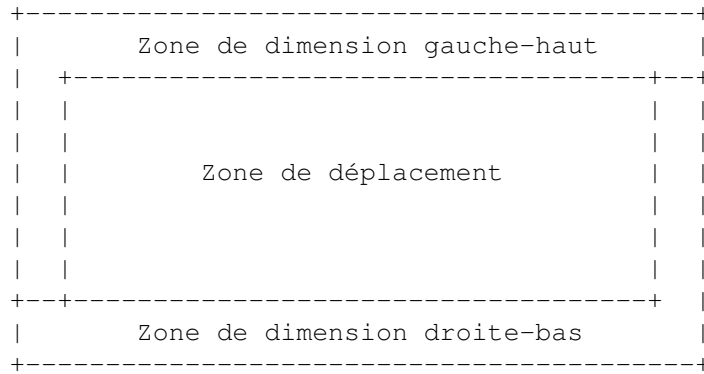 Zone de dimension gauche-haut
Zone de déplacement
Zone de dimension droite-bas